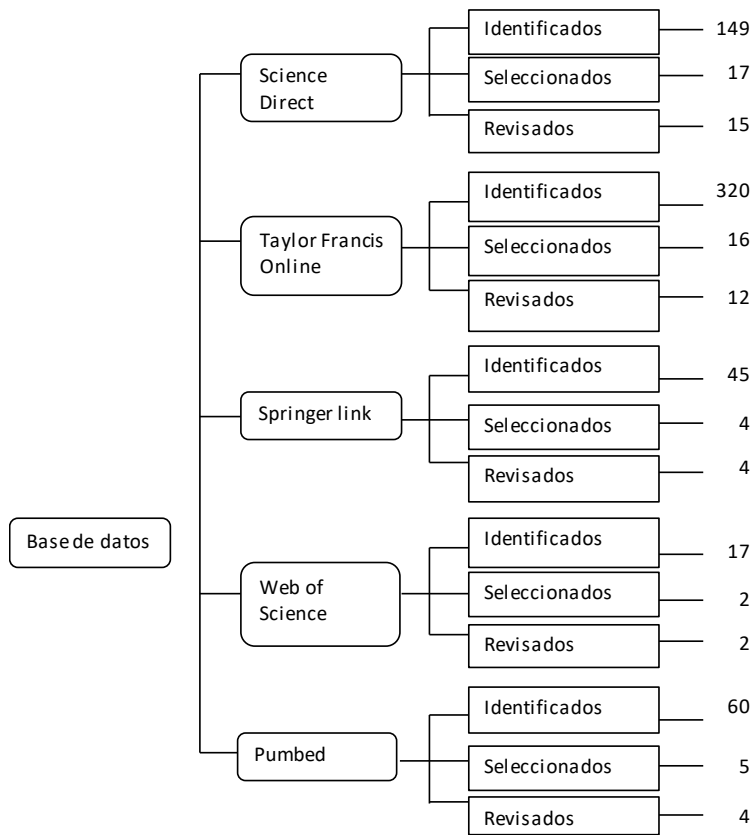 Identificados 149
Science
Direct
Seleccionados 17
Revisados 15
Identificados 320
Taylor Francis
Online
Seleccionados 16
Revisados 12
Identificados 45
Springer link
Seleccionados 4
Revisados 4
Base de datos
Identificados 17
Web of
Science
Seleccionados 2
Revisados 2
Identificados 60
Pumbed
Seleccionados 5
Revisados 4